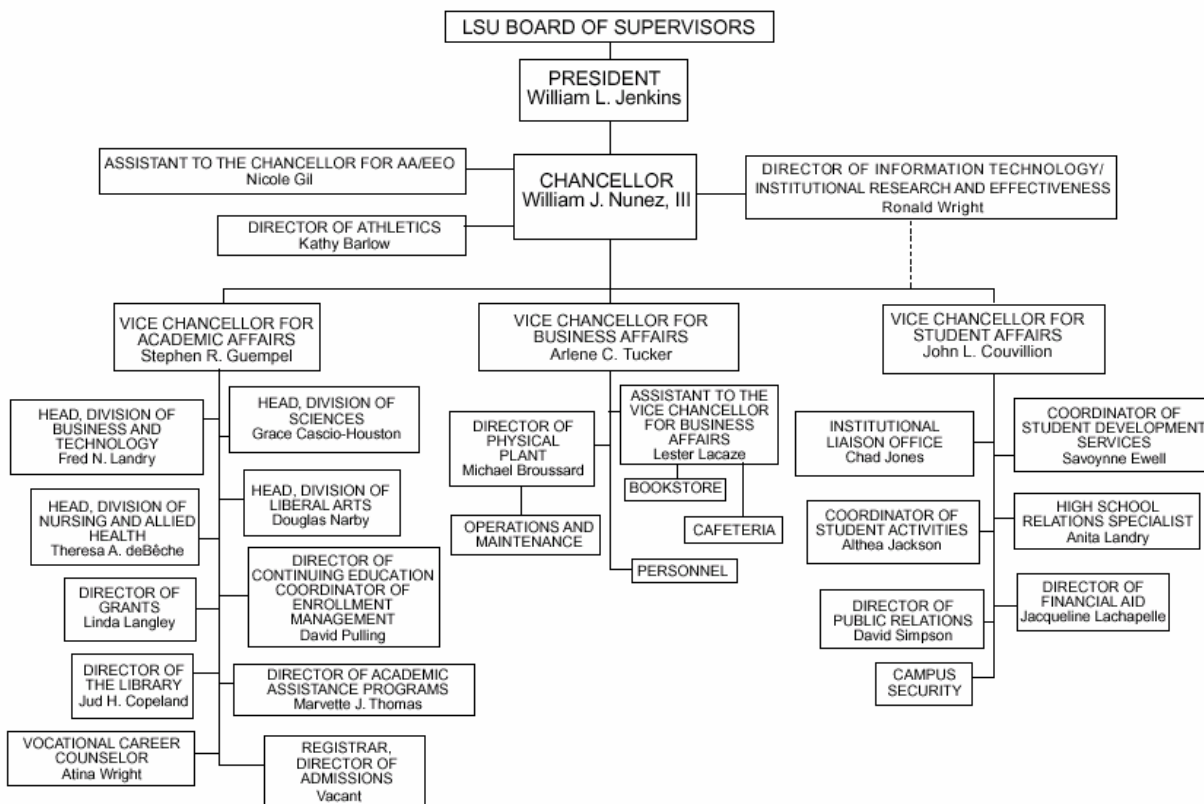 LSU BOARD OF SUPERVISORS
PRESIDENT
William L. Jenkins
ASSISTANT TO THE CHANCELLOR FOR AA/EEO
Nicole Gil
CHANCELLOR
William J. Nunez, III
DIRECTOR OF INFORMATION TECHNOLOGY/
INSTITUTIONAL RESEARCH AND EFFECTIVENESS
Ronald Wright
DIRECTOR OF ATHLETICS
Kathy Barlow
VICE CHANCELLOR FOR
ACADEMIC AFFAIRS
Stephen R. Guempel
VICE CHANCELLOR FOR
BUSINESS AFFAIRS
Arlene C. Tucker
VICE CHANCELLOR FOR
STUDENT AFFAIRS
John L. Couvillion
HEAD, DIVISION OF
BUSINESS AND
TECHNOLOGY
Fred N. Landry
HEAD, DIVISION OF
SCIENCES
Grace Cascio-Houston
HEAD, DIVISION OF
NURSING AND ALLIED
HEALTH
Theresa A. deBêche
HEAD, DIVISION OF
LIBERAL ARTS
Douglas Narby
DIRECTOR OF
GRANTS
Linda Langley
DIRECTOR OF
CONTINUING EDUCATION
COORDINATOR OF
ENROLLMENT
MANAGEMENT
David Pulling
DIRECTOR OF
THE LIBRARY
Jud H. Copeland
DIRECTOR OF ACADEMIC
ASSISTANCE PROGRAMS
Marvette J. Thomas
VOCATIONAL CAREER
COUNSELOR
Atina Wright
REGISTRAR,
DIRECTOR OF
ADMISSIONS
Vacant
DIRECTOR OF
PHYSICAL
PLANT
Michael Broussard
ASSISTANT TO THE
VICE CHANCELLOR
FOR BUSINESS
AFFAIRS
Lester Lacaze
BOOKSTORE
OPERATIONS AND
MAINTENANCE
CAFETERIA
PERSONNEL
INSTITUTIONAL
LIAISON OFFICE
Chad Jones
COORDINATOR OF
STUDENT DEVELOPMENT
SERVICES
Savoynne Ewell
COORDINATOR OF
STUDENT ACTIVITIES
Althea Jackson
HIGH SCHOOL
RELATIONS SPECIALIST
Anita Landry
DIRECTOR OF
PUBLIC RELATIONS
David Simpson
DIRECTOR OF
FINANCIAL AID
Jacqueline Lachapelle
CAMPUS
SECURITY